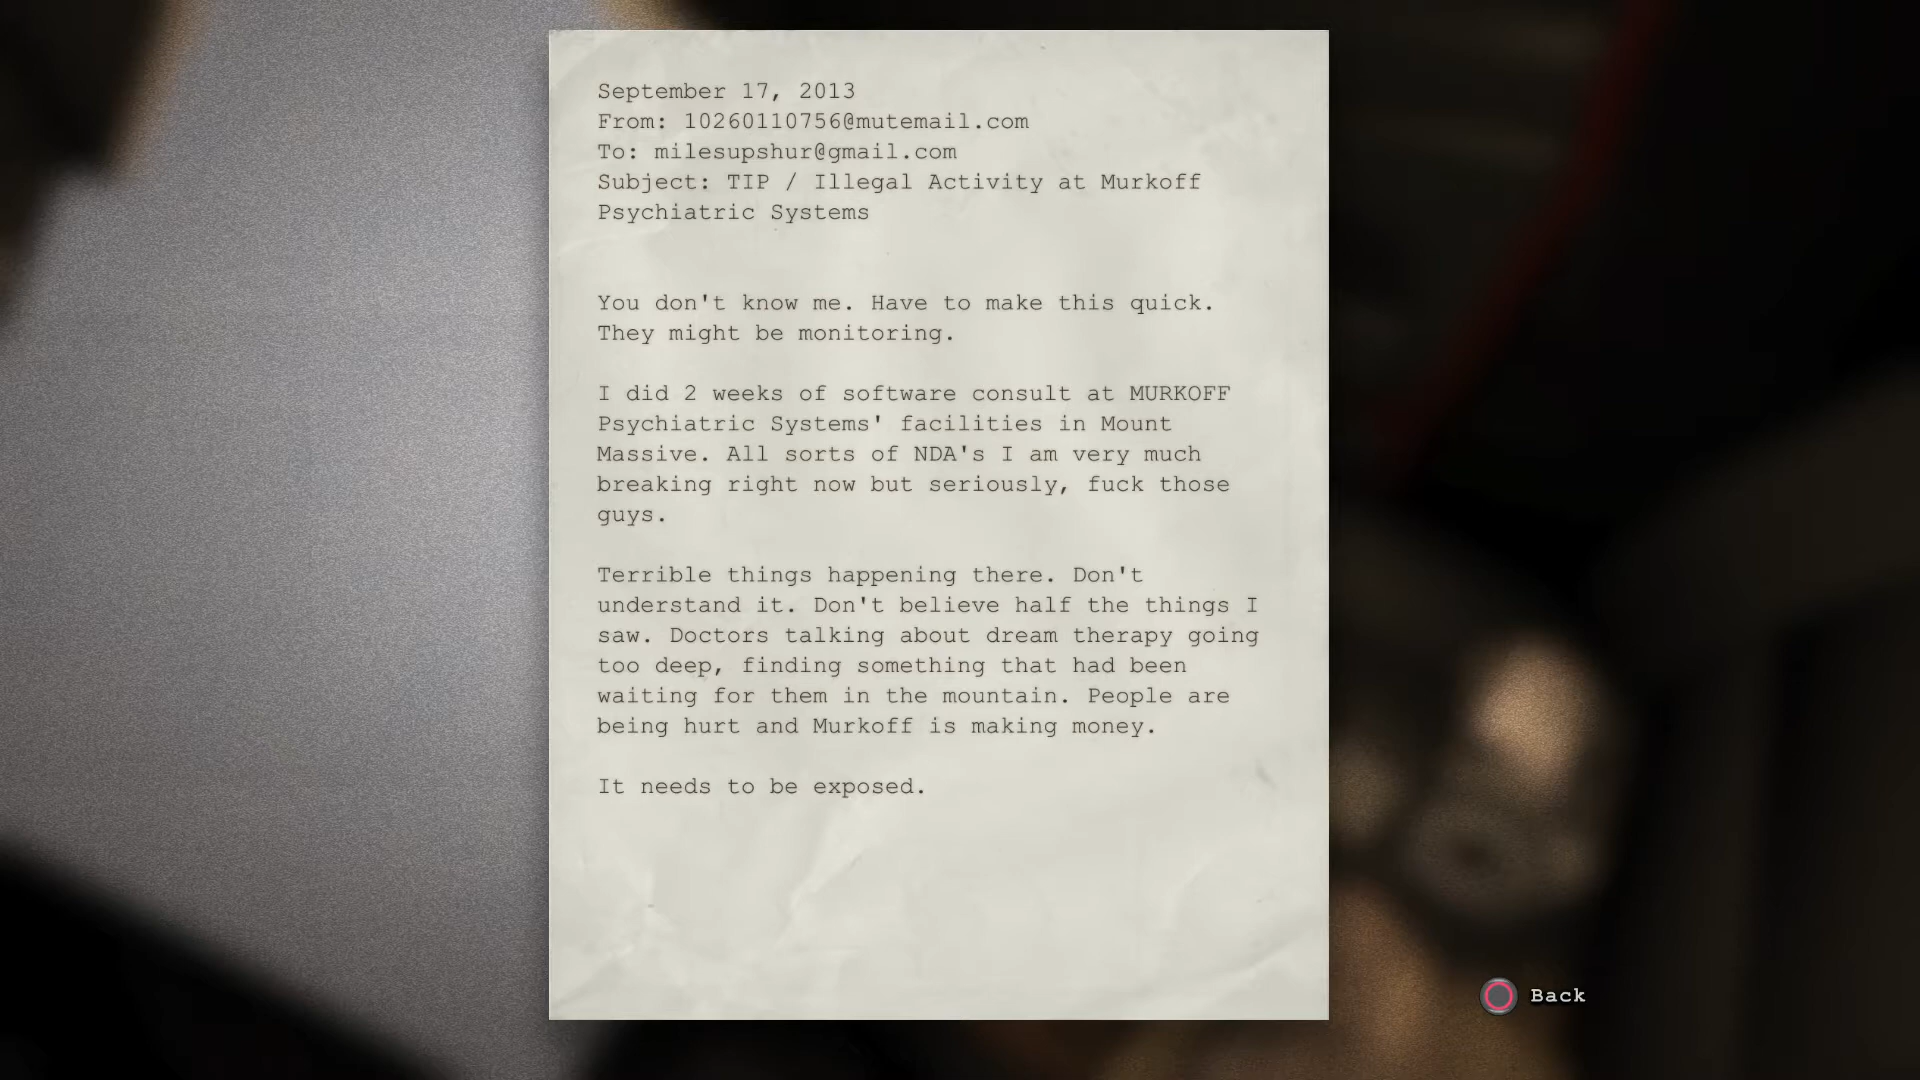 September 17, 2013
From: 10260110756@mutemail.com
To: milesupshur@gmail.com
Subject: TIP / Illegal Activity at Murkoff
Psychiatric Systems
You don't know me. Have to make this quick.
They might be monitoring.
I did 2 weeks of software consult at MURKOFF
Psychiatric Systems' facilities in Mount
Massive. All sorts of NDA's I am very much
breaking right now but seriously, fuck those
guys.
Terrible things happening there. Don't
understand it. Don't believe half the things I
saw. Doctors talking about dream therapy going
too deep, finding something that had been
waiting for them in the mountain. People are
being hurt and Murkoff is making money.
It needs to be exposed.
Back